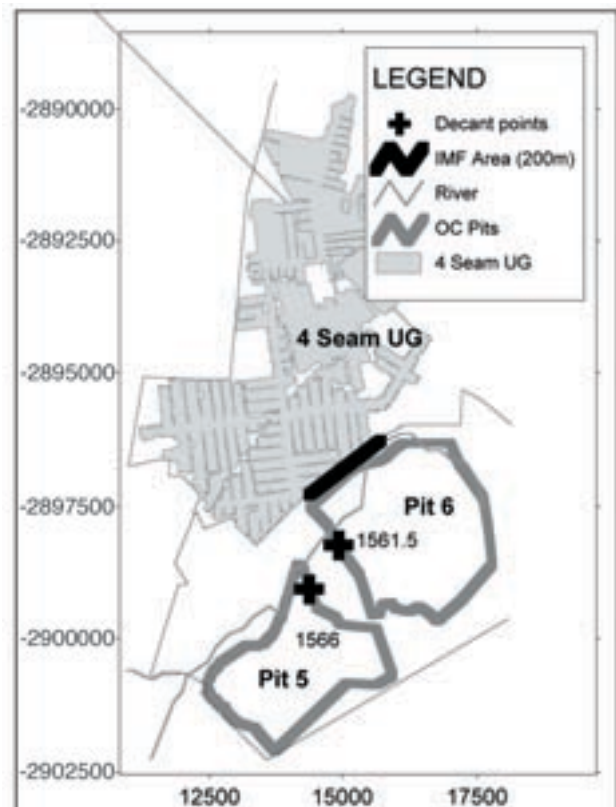 LEGEND
Decant points
IMF Area (200m)
River
OC Pits
4 Seam UG
-2890000
-2892500
-2895000
-2897500
-2900000
-2902500
4 Seam UG
Pit 6
1561.5
1566
Pit 5
12500
15000
17500